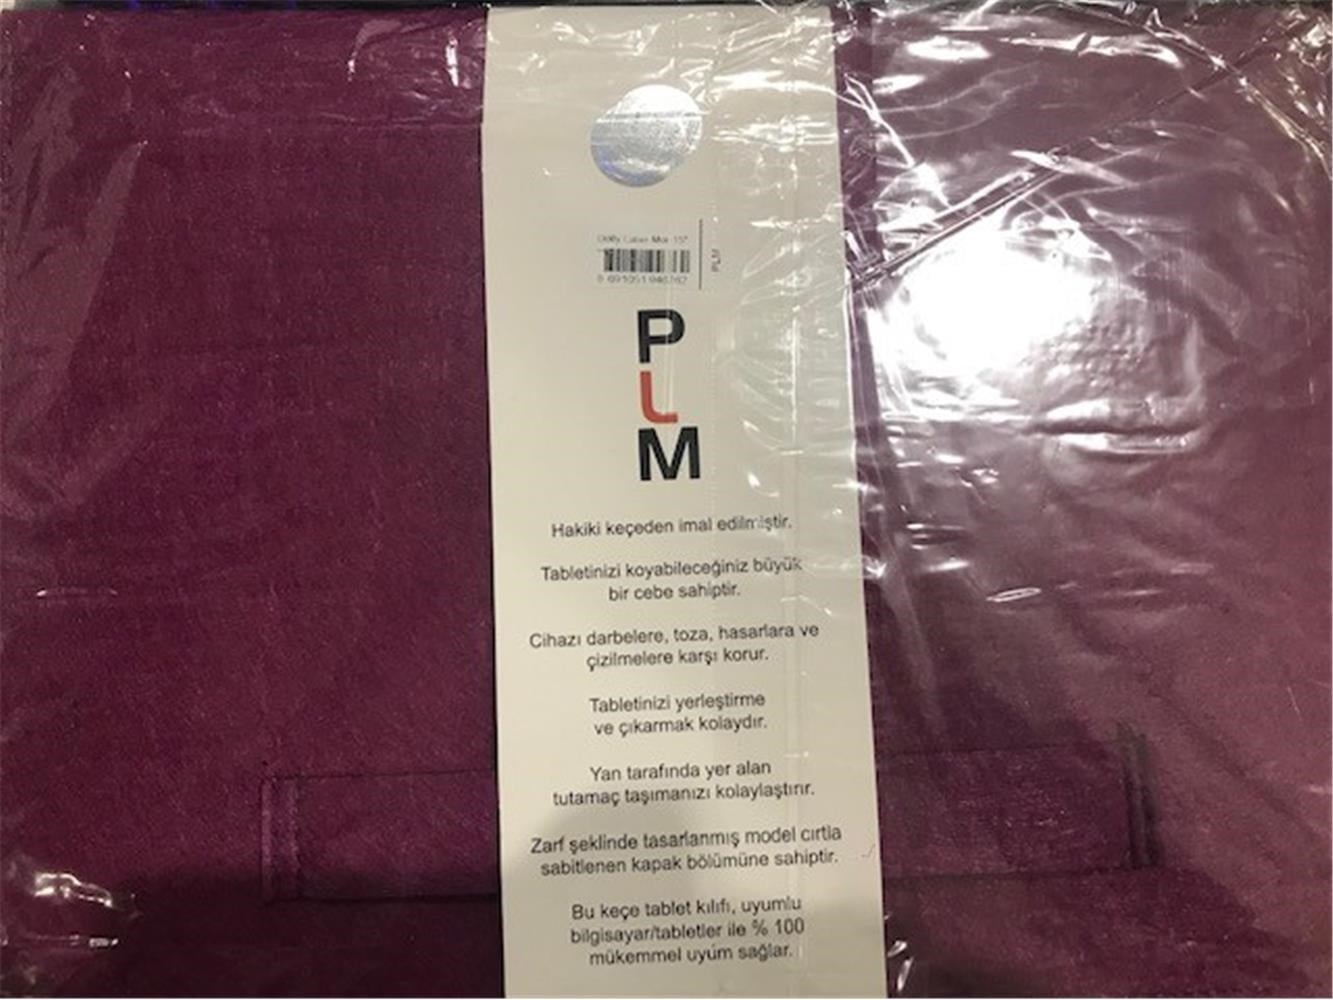 PLM
P
L
M
Hakiki keçeden imal edilmiştir.
Tabletinizi koyabileceğiniz büyük
bir cebe sahiptir.
Cihazı darbelere, toza, hasarlara ve
çizilmelere karşı korur.
Tabletinizi yerleştirme
ve çıkarmak kolaydır.
Yan tarafında yer alan
tutamaç taşımanızı kolaylaştırır.
Zarf şeklinde tasarlanmış model cırtla
sabitlenen kapak bölümüne sahiptir.
Bu keçe tablet kılıfı, uyumlu
bilgisayar/tabletler ile % 100
mükemmel uyum sağlar.